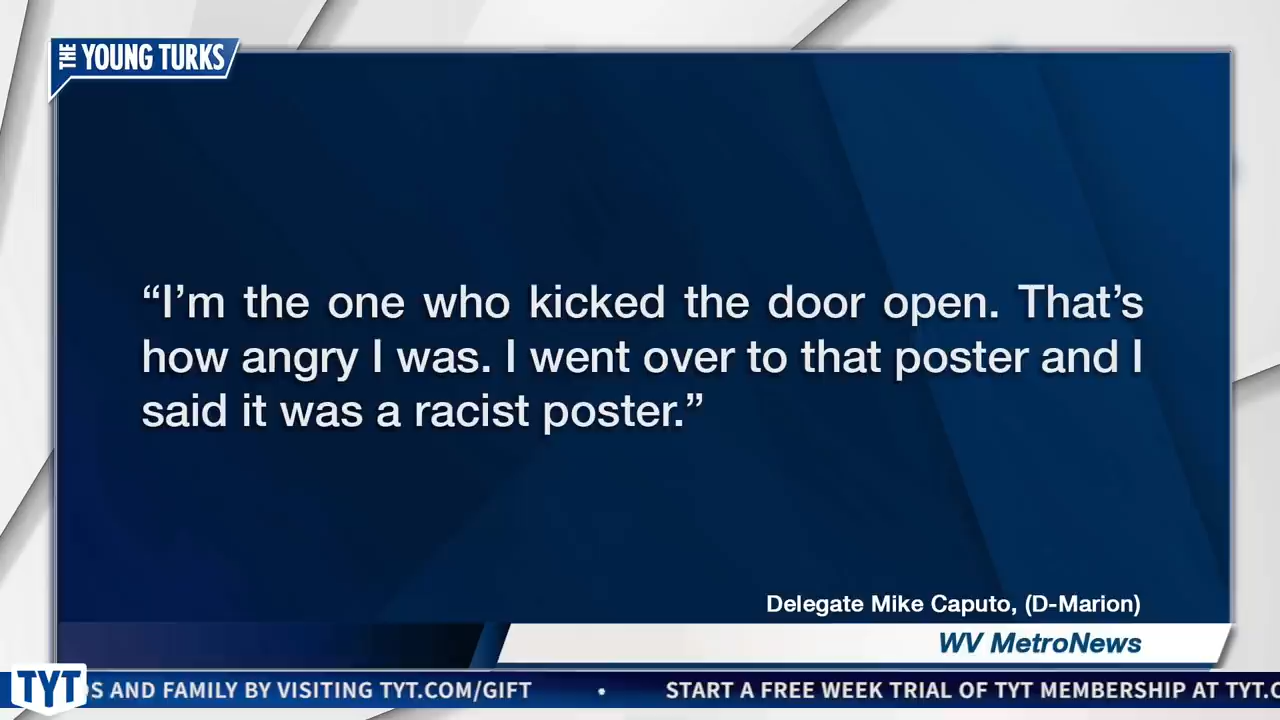 THE YOUNG TURKS
“I’m the one who kicked the door open. That’s
how angry I was. I went over to that poster and I
said it was a racist poster.”
Delegate Mike Caputo, (D-Marion)
WV MetroNews
TYT
AND FAMILY BY VISITING TYT.COM/GIFT • START A FREE WEEK TRIAL OF TYT MEMBERSHIP AT